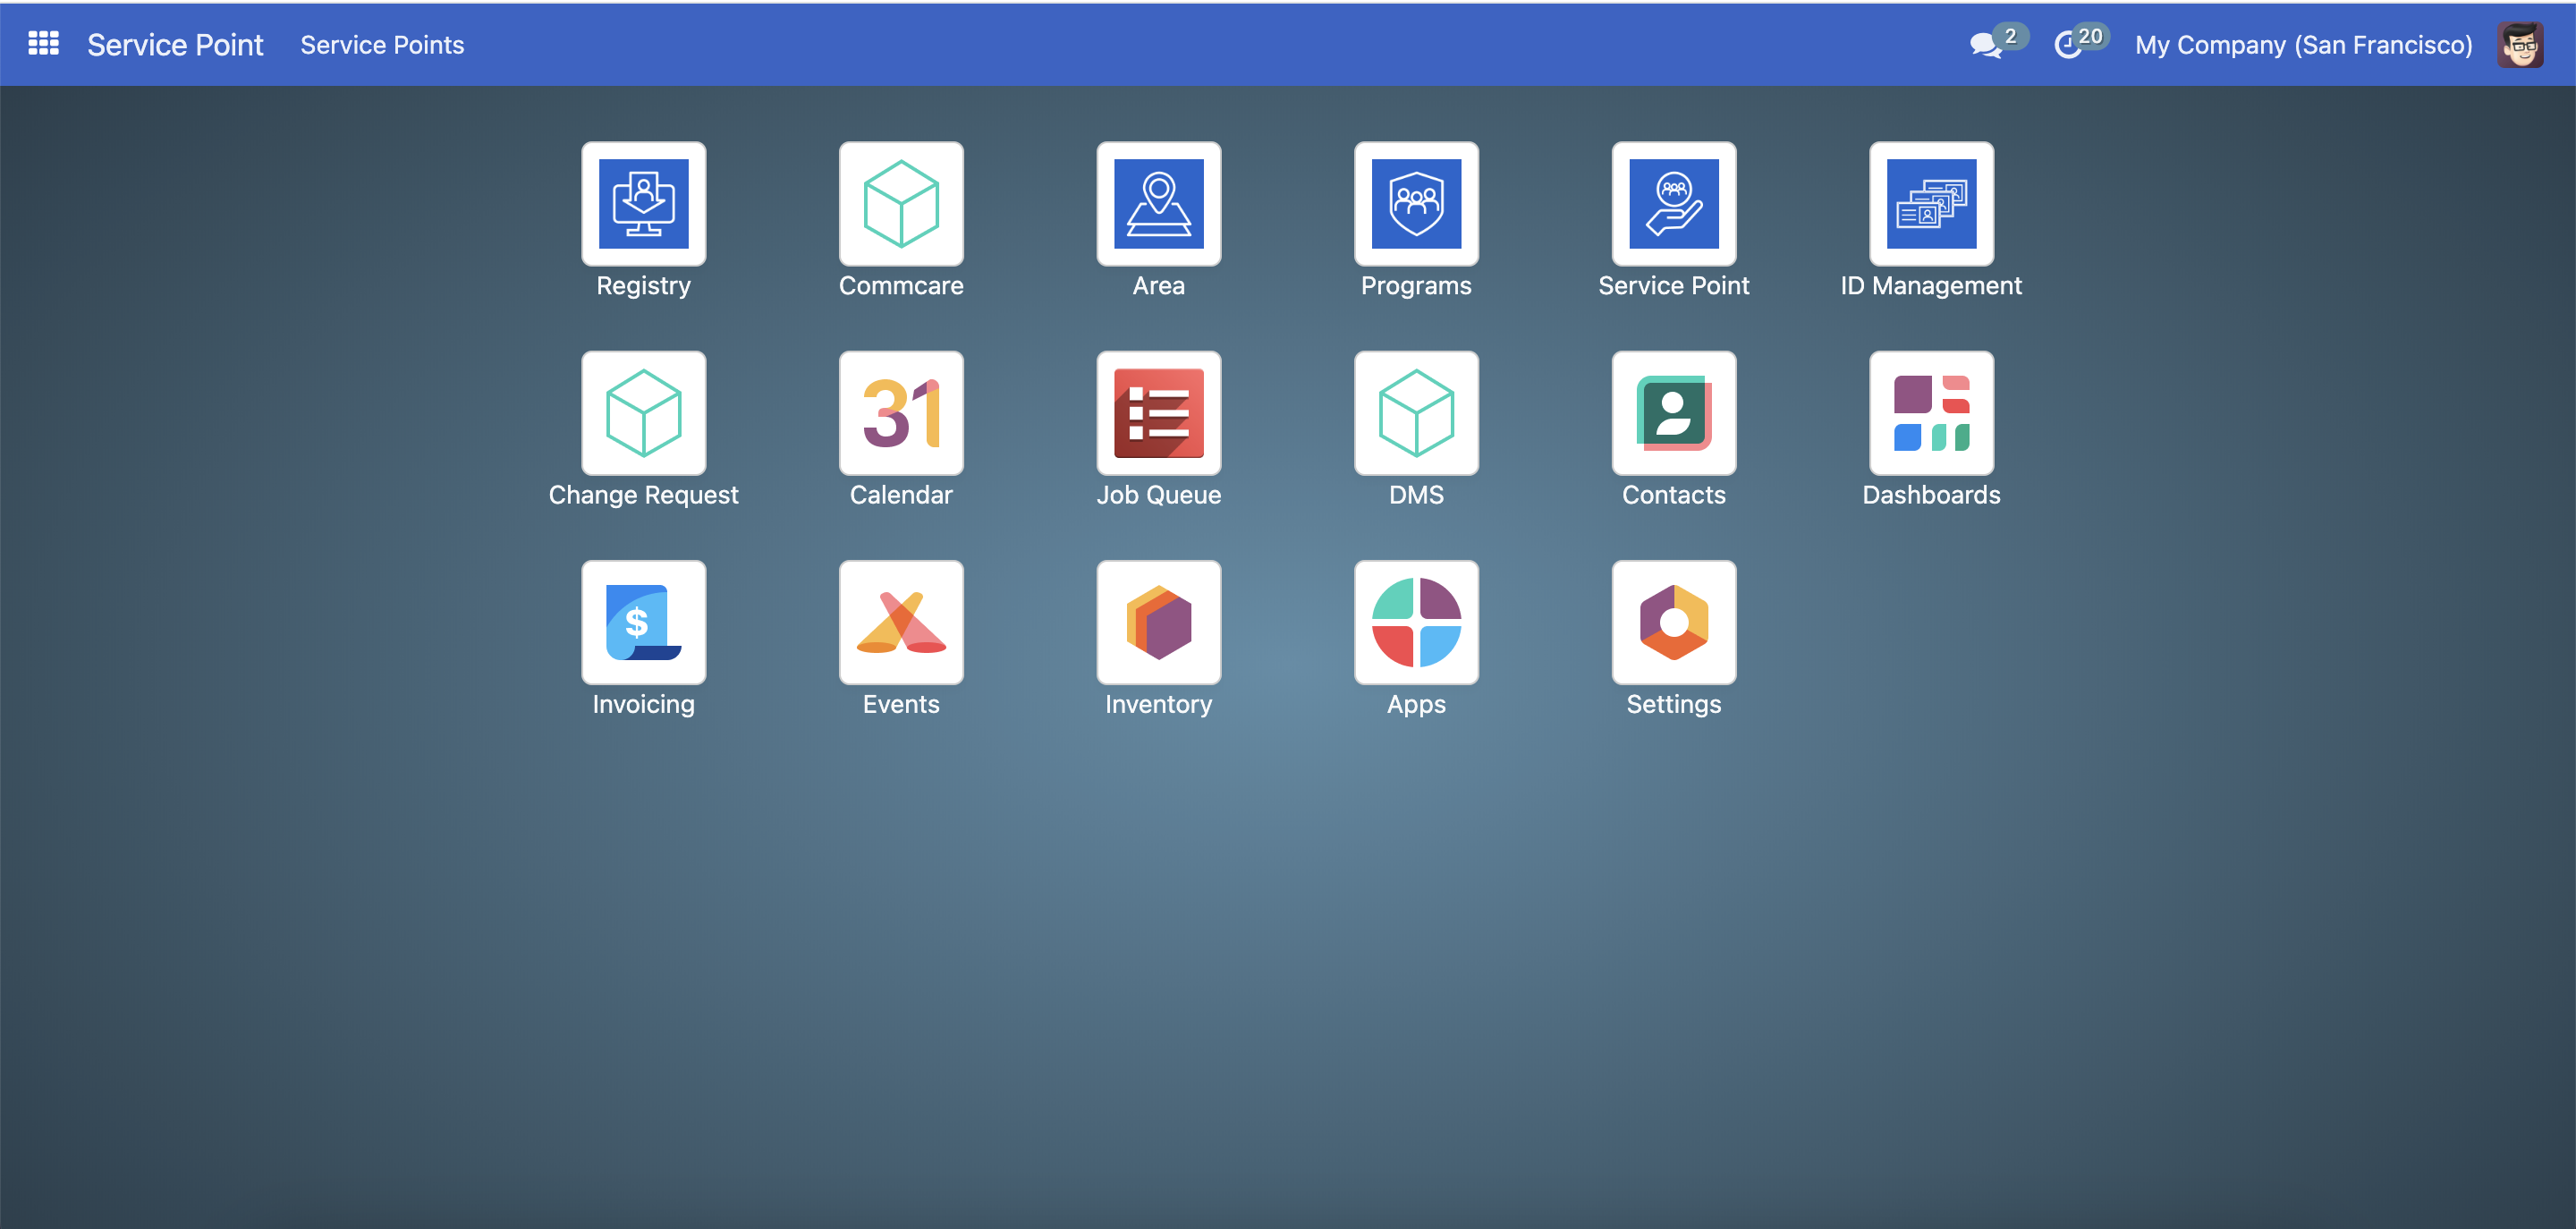 Service Point Service Points 2 20 My Company (San Francisco)
Registry Commcare Area Programs Service Point ID Management
31
Change Request Calendar Job Queue DMS Contacts Dashboards
$
Invoicing Events Inventory Apps Settings